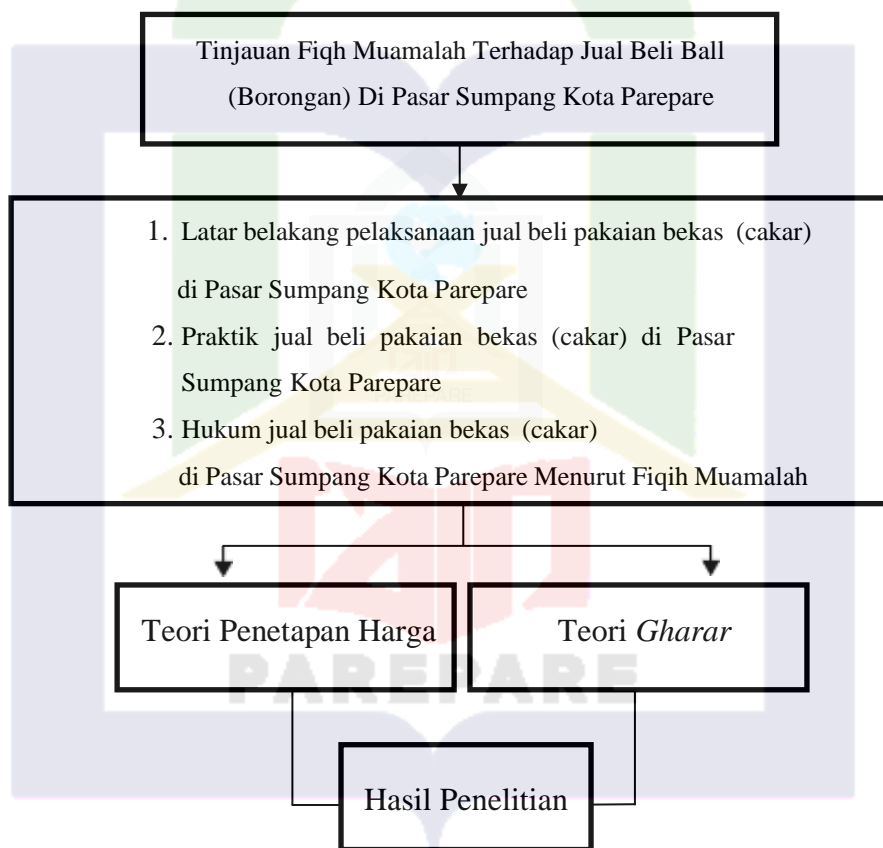 Tinjauan Fiqh Muamalah Terhadap Jual Beli Ball
(Borongan) Di Pasar Sumpang Kota Parepare
1. Latar belakang pelaksanaan jual beli pakaian bekas (cakar)
di Pasar Sumpang Kota Parepare
2. Praktik jual beli pakaian bekas (cakar) di Pasar
Sumpang Kota Parepare
PAREPARE
3. Hukum jual beli pakaian bekas (cakar)
di Pasar Sumpang Kota Parepare Menurut Fiqih Muamalah
Teori Penetapan Harga
Teori Gharar
PAREPARE
Hasil Penelitian